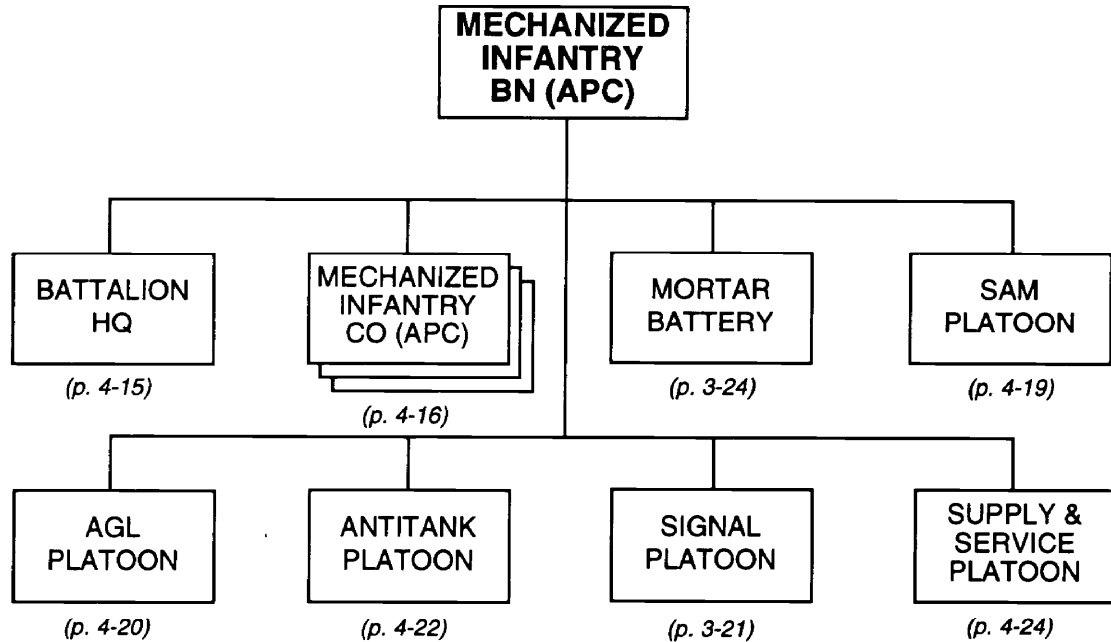 MECHANIZED
INFANTRY
BN (APC)
BATTALION
HQ
(p. 4-15)
MECHANIZED
INFANTRY
CO (APC)
(p. 4-16)
MORTAR
BATTERY
(p. 3-24)
SAM
PLATOON
(p. 4-19)
AGL
PLATOON
(p. 4-20)
ANTITANK
PLATOON
(p. 4-22)
SIGNAL
PLATOON
(p. 3-21)
SUPPLY &
SERVICE
PLATOON
(p. 4-24)